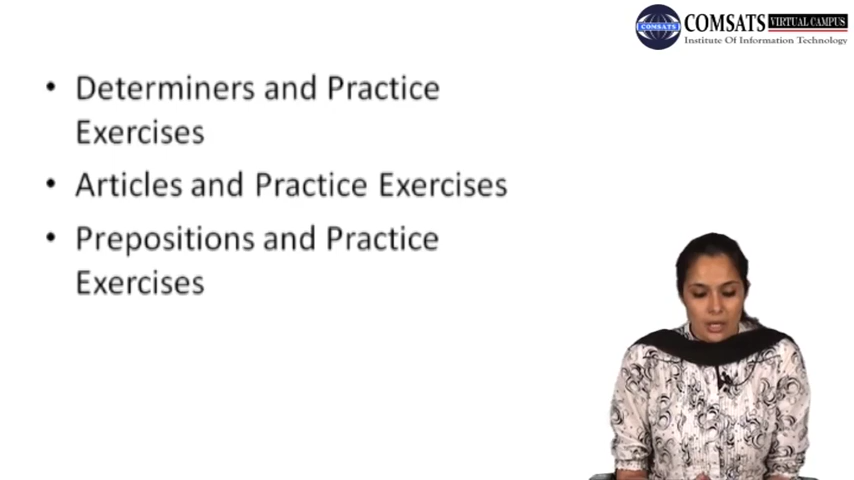 COMSATS VIRTUAL CAMPUS
COMSATS
Institute Of Information Technology
• Determiners and Practice
Exercises
• Articles and Practice Exercises
• Prepositions and Practice
Exercises